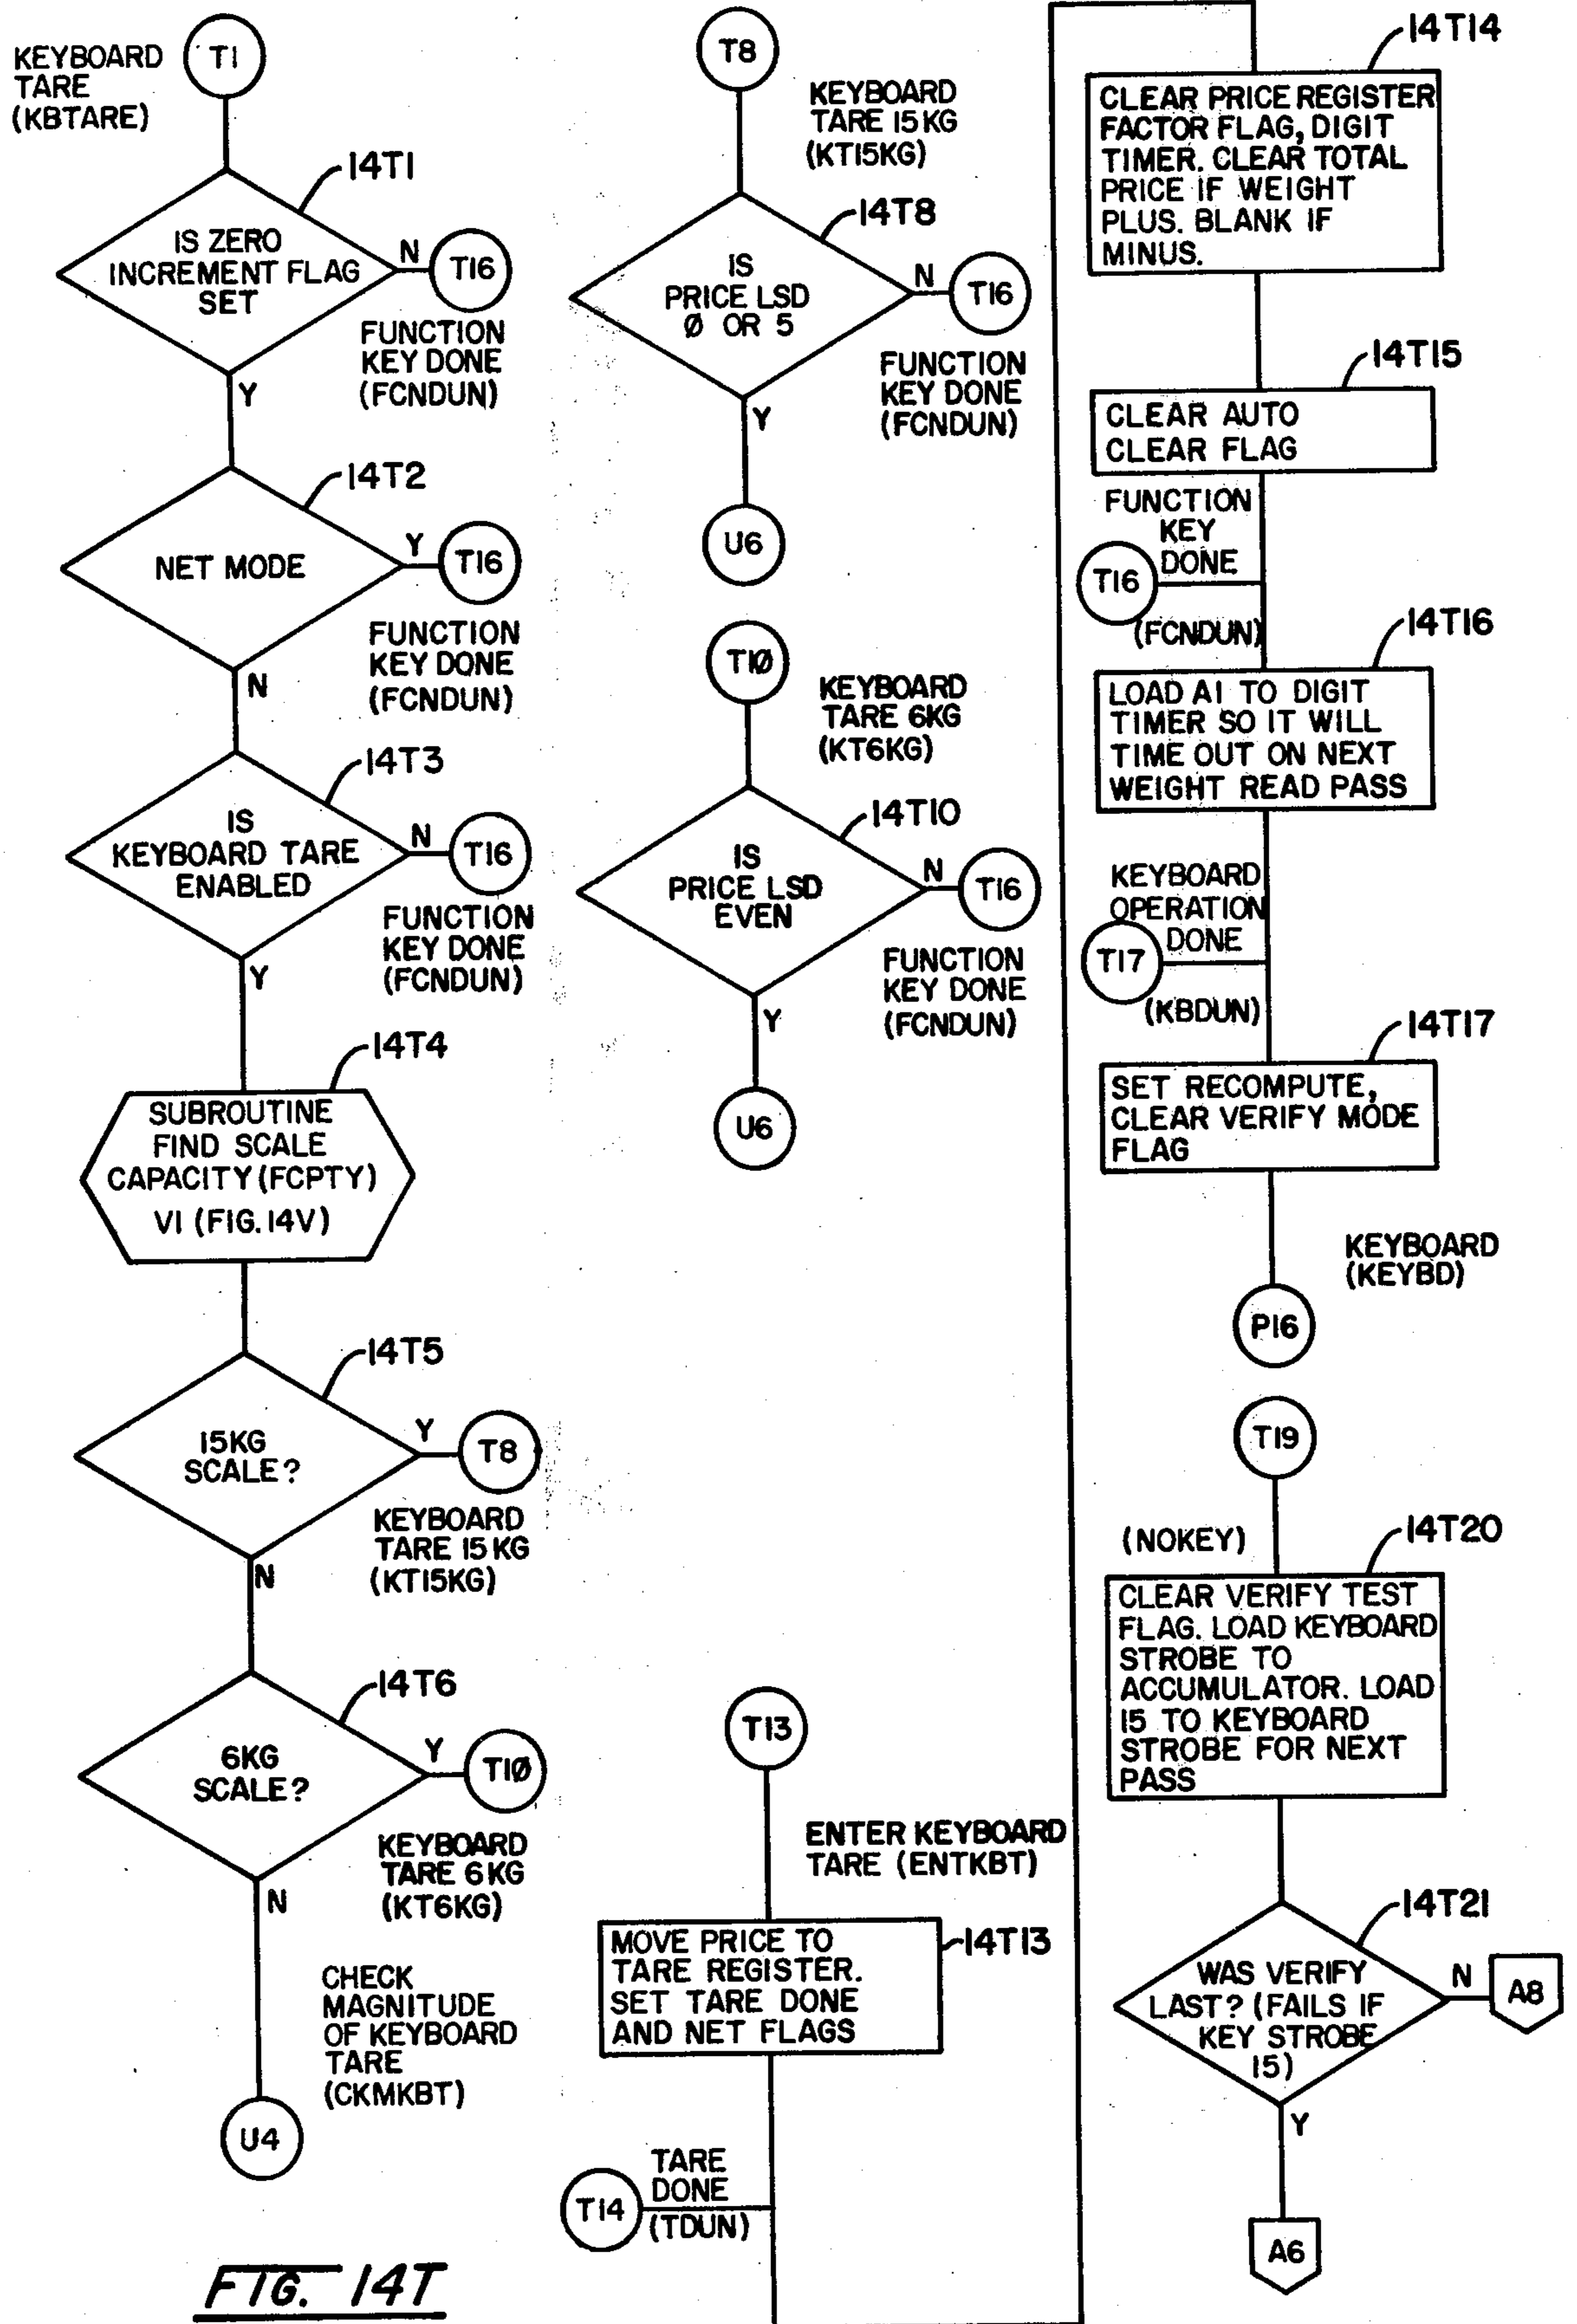 KEYBOARD
TARE
(KBTARE)
T1
14T1
IS ZERO
INCREMENT FLAG
SET
N
T16
FUNCTION
KEY DONE
(FCNDUN)
Y
14T2
NET MODE
Y
T16
FUNCTION
KEY DONE
(FCNDUN)
N
14T3
IS
KEYBOARD TARE
ENABLED
N
T16
FUNCTION
KEY DONE
(FCNDUN)
Y
14T4
SUBROUTINE
FIND SCALE
CAPACITY (FCPTY)
V1 (FIG. 14V)
14T5
15KG
SCALE?
Y
T8
KEYBOARD
TARE 15 KG
(KT15KG)
N
14T6
6KG
SCALE?
Y
T1Ø
KEYBOARD
TARE 6 KG
(KT6KG)
N
CHECK
MAGNITUDE
OF KEYBOARD
TARE
(CKMKBT)
U4
T8
KEYBOARD
TARE 15 KG
(KT15KG)
14T8
IS
PRICE LSD
Ø OR 5
N
T16
FUNCTION
KEY DONE
(FCNDUN)
Y
U6
T1Ø
KEYBOARD
TARE 6KG
(KT6KG)
14T10
IS
PRICE LSD
EVEN
N
T16
FUNCTION
KEY DONE
(FCNDUN)
Y
U6
T13
ENTER KEYBOARD
TARE (ENTKBT)
14T13
MOVE PRICE TO
TARE REGISTER.
SET TARE DONE
AND NET FLAGS
T14
TARE
DONE
(TDUN)
14T14
CLEAR PRICE REGISTER
FACTOR FLAG, DIGIT
TIMER. CLEAR TOTAL
PRICE IF WEIGHT
PLUS. BLANK IF
MINUS.
14T15
CLEAR AUTO
CLEAR FLAG
FUNCTION
KEY
DONE
T16
(FCNDUN)
14T16
LOAD A1 TO DIGIT
TIMER SO IT WILL
TIME OUT ON NEXT
WEIGHT READ PASS
KEYBOARD
OPERATION
DONE
T17
(KBDUN)
14T17
SET RECOMPUTE,
CLEAR VERIFY MODE
FLAG
KEYBOARD
(KEYBD)
P16
T19
(NOKEY)
14T20
CLEAR VERIFY TEST
FLAG. LOAD KEYBOARD
STROBE TO
ACCUMULATOR. LOAD
15 TO KEYBOARD
STROBE FOR NEXT
PASS
14T21
WAS VERIFY
LAST? (FAILS IF
KEY STROBE
15)
N
A8
Y
A6
FIG. 14T